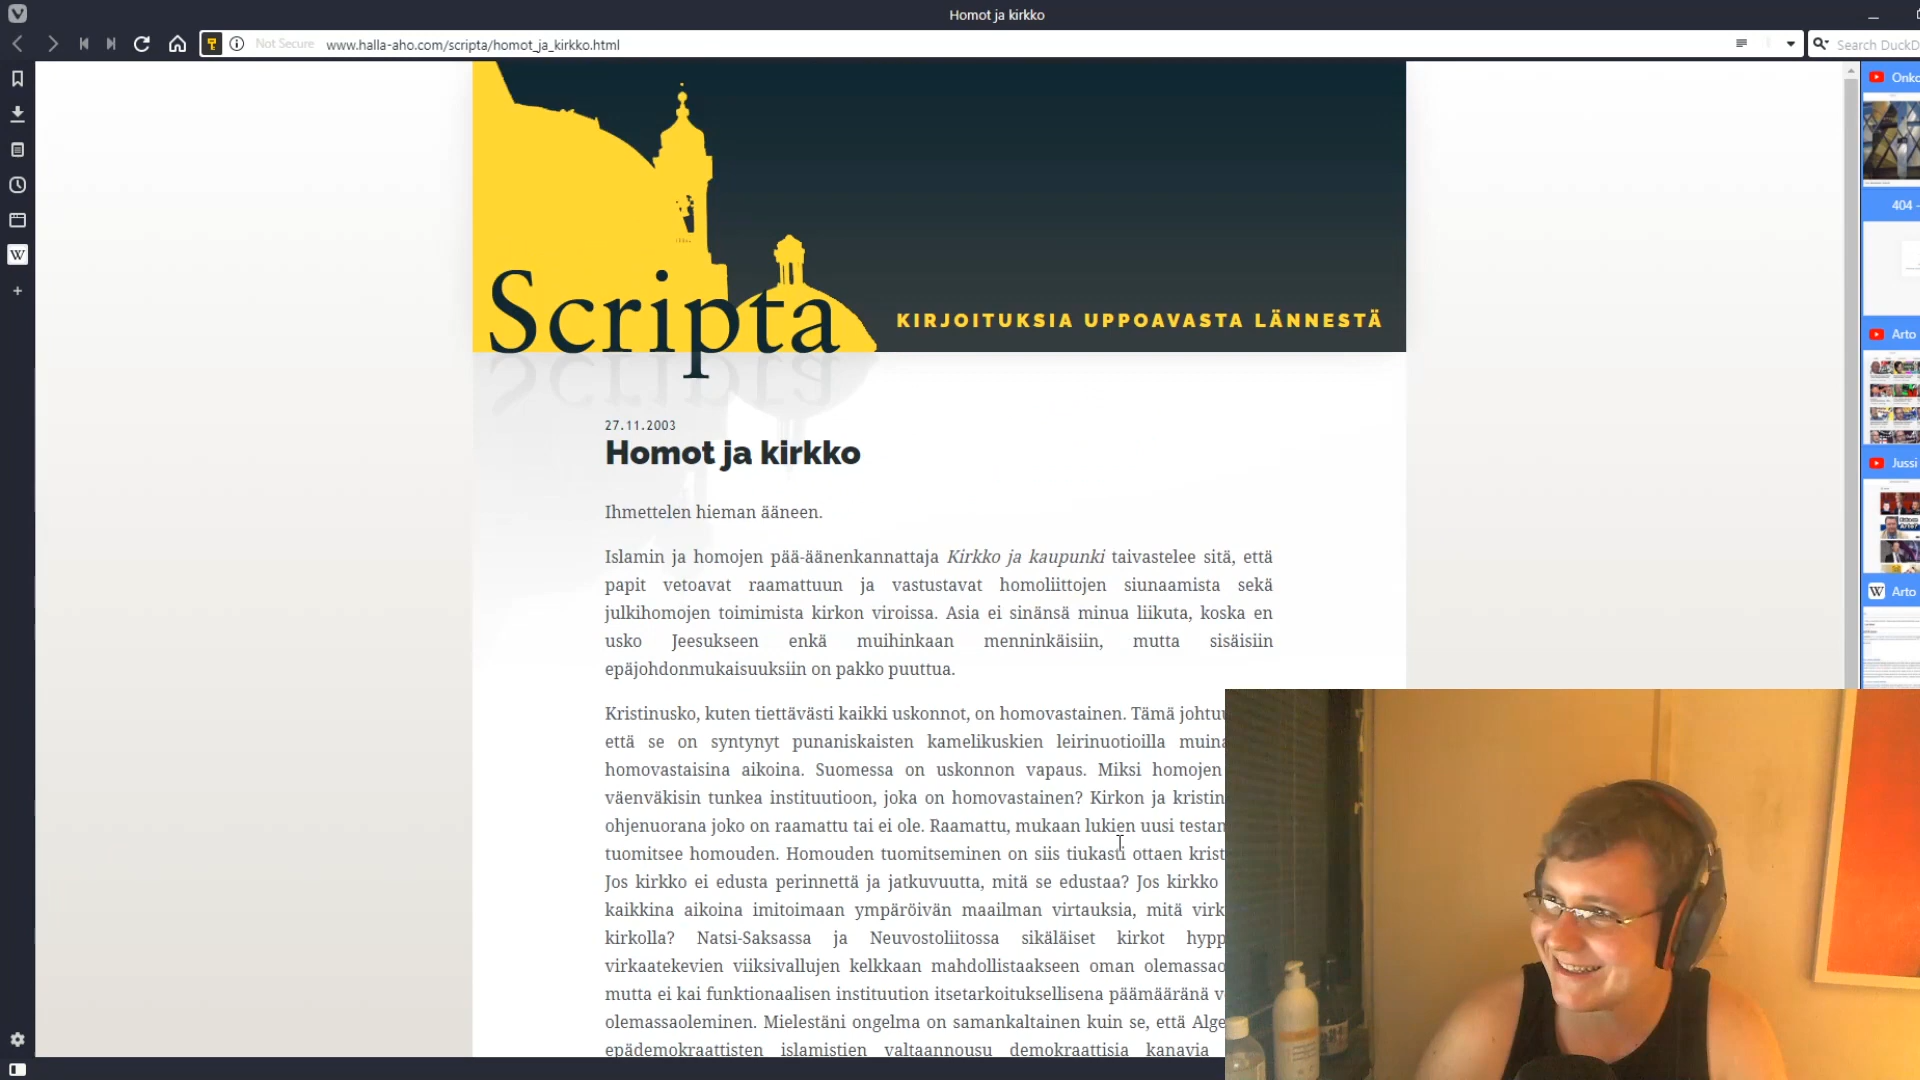 Homot ja kirkko
Not Secure www.halla-aho.com/scripta/homot_ja_kirkko.html
Search DuckD
Scripta
KIRJOITUKSIA UPPOAVASTA LÄNNESTÄ
27.11.2003
Homot ja kirkko
Ihmettelen hieman ääneen.
Islamin ja homojen pää-äänenkannattaja Kirkko ja kaupunki taivastelee sitä, että
papit vetoavat raamattuun ja vastustavat homoliittojen siunaamista sekä
julkihomojen toimimista kirkon viroissa. Asia ei sinänsä minua liikuta, koska en
usko Jeesukseen enkä muihinkaan menninkäisiin, mutta sisäisiin
epäjohdonmukaisuuksiin on pakko puuttua.
Kristinusko, kuten tiettävästi kaikki uskonnot, on homovastainen. Tämä johtuu
että se on syntynyt punaniskaisten kamelikuskien leirinuotioilla muina
homovastaisina aikoina. Suomessa on uskonnon vapaus. Miksi homojen
väenväkisin tunkea instituutioon, joka on homovastainen? Kirkon ja kristin
ohjenuorana joko on raamattu tai ei ole. Raamattu, mukaan lukien uusi testan
tuomitsee homouden. Homouden tuomitseminen on siis tiukasti ottaen krist
Jos kirkko ei edusta perinnettä ja jatkuvuutta, mitä se edustaa? Jos kirkko
kaikkina aikoina imitoimaan ympäröivän maailman virtauksia, mitä virk
kirkolla? Natsi-Saksassa ja Neuvostoliitossa sikäläiset kirkot hypp
virkaatekevien viiksivallujen kelkkaan mahdollistaakseen oman olemassao
mutta ei kai funktionaalisen instituution itsetarkoituksellisena päämääränä v
olemassaoleminen. Mielestäni ongelma on samankaltainen kuin se, että Alge
epädemokraattisten islamistien valtaannousu demokraattisia kanavia
Onko
404 -
Arto
Jussi
W Arto